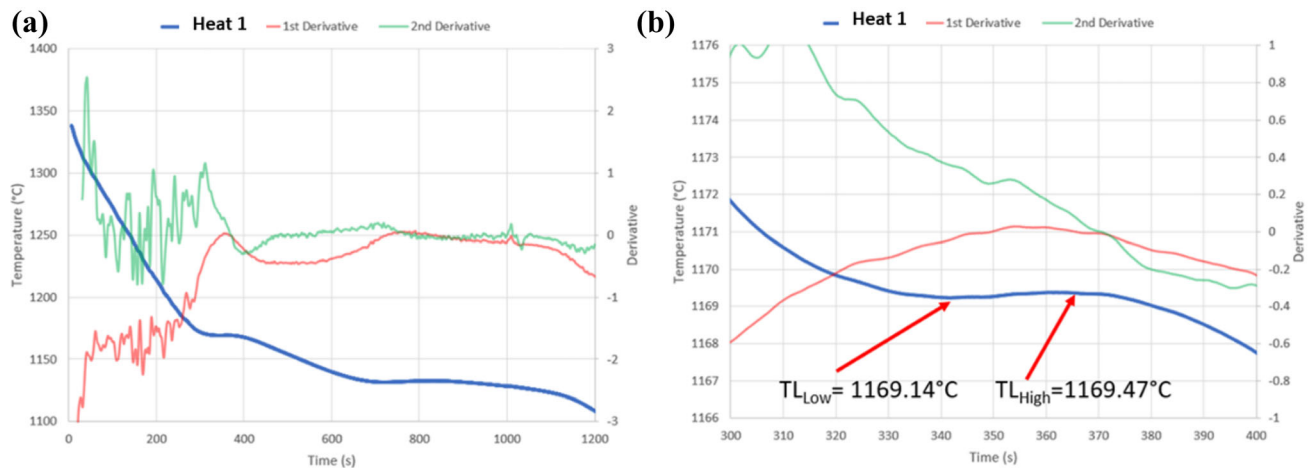 (a)
Heat 1 1st Derivative 2nd Derivative
1400
1350
1300
1250
1200
1150
1100
Temperature (°C)
3
2
1
0
-1
-2
-3
Derivative
0 200 400 600 800 1000 1200
Time (s)
(b)
Heat 1 1st Derivative 2nd Derivative
1176
1175
1174
1173
1172
1171
1170
1169
1168
1167
1166
Temperature (°C)
1
0.8
0.6
0.4
0.2
0
-0.2
-0.4
-0.6
-0.8
-1
Derivative
TLLow= 1169.14°C TLHigh=1169.47°C
300 310 320 330 340 350 360 370 380 390 400
Time (s)